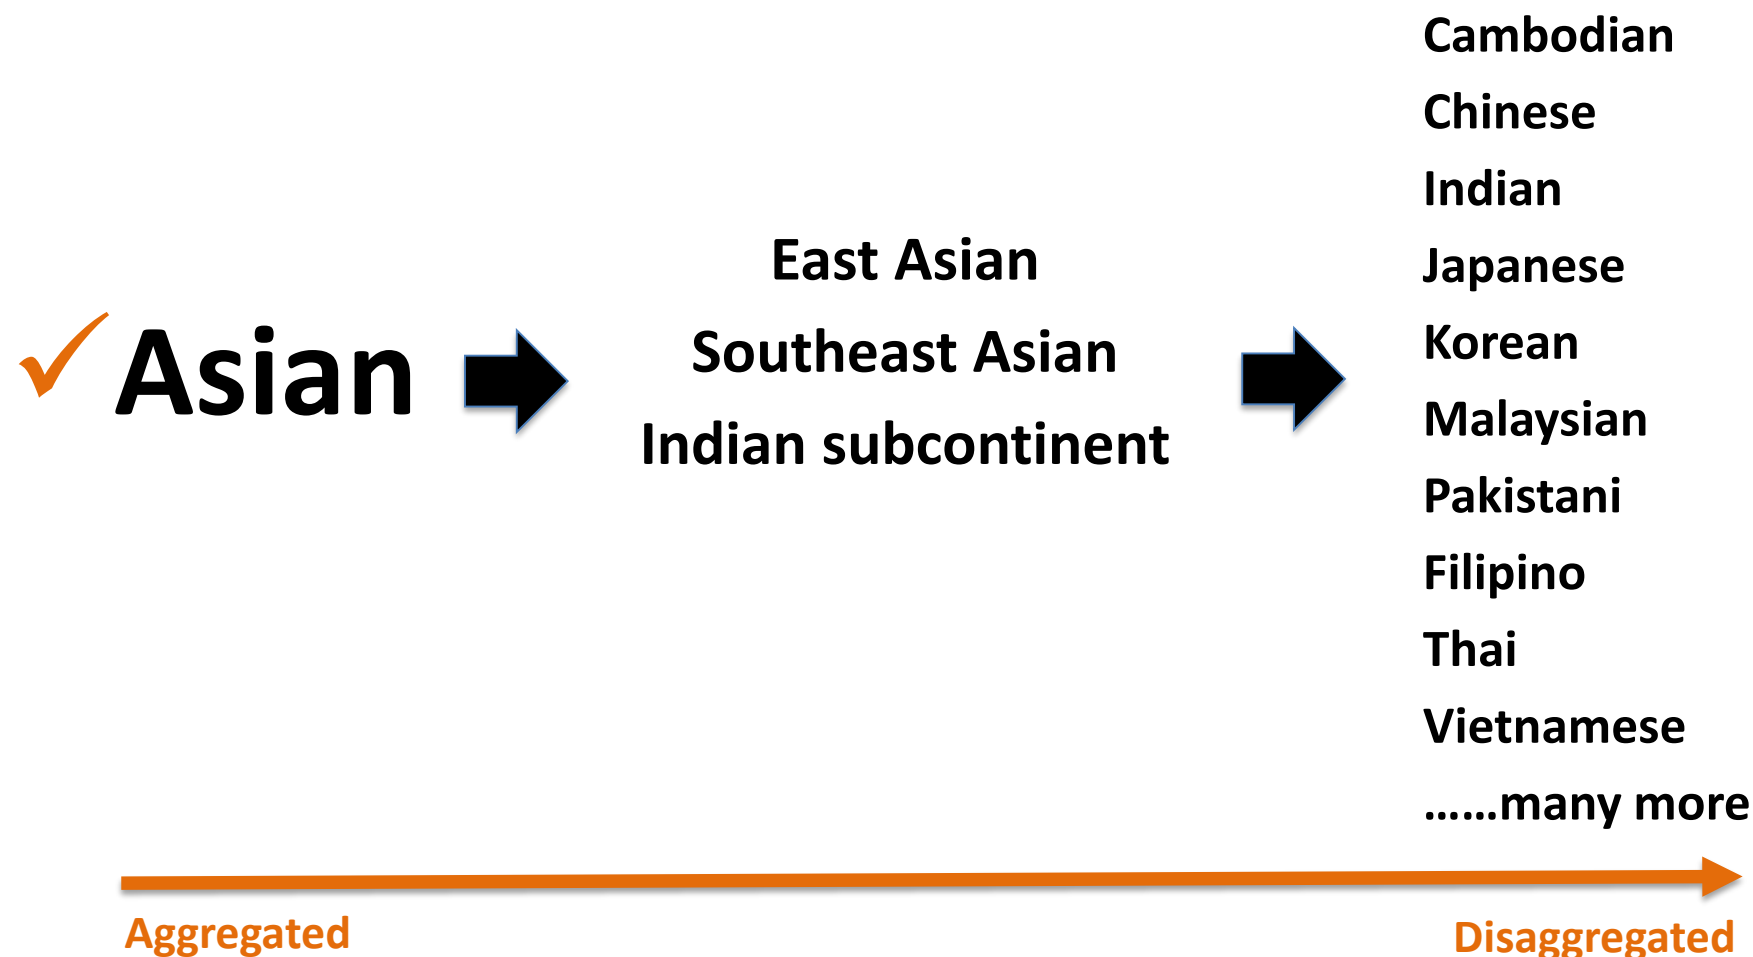 Asian
East Asian
Southeast Asian
Indian subcontinent
Cambodian
Chinese
Indian
Japanese
Korean
Malaysian
Pakistani
Filipino
Thai
Vietnamese
……many more
Aggregated
Disaggregated